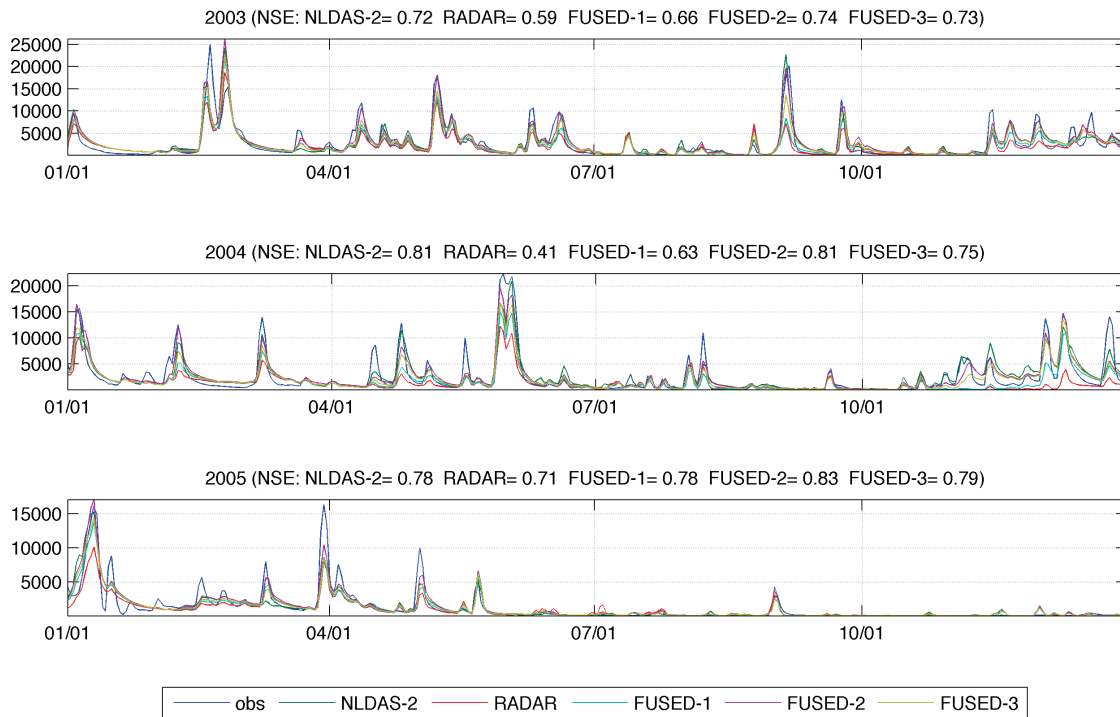 2003 (NSE: NLDAS-2= 0.72 RADAR= 0.59 FUSED-1= 0.66 FUSED-2= 0.74 FUSED-3= 0.73)
25000
20000
15000
10000
5000
01/01 04/01 07/01 10/01
2004 (NSE: NLDAS-2= 0.81 RADAR= 0.41 FUSED-1= 0.63 FUSED-2= 0.81 FUSED-3= 0.75)
20000
15000
10000
5000
01/01 04/01 07/01 10/01
2005 (NSE: NLDAS-2= 0.78 RADAR= 0.71 FUSED-1= 0.78 FUSED-2= 0.83 FUSED-3= 0.79)
15000
10000
5000
01/01 04/01 07/01 10/01
obs NLDAS-2 RADAR FUSED-1 FUSED-2 FUSED-3